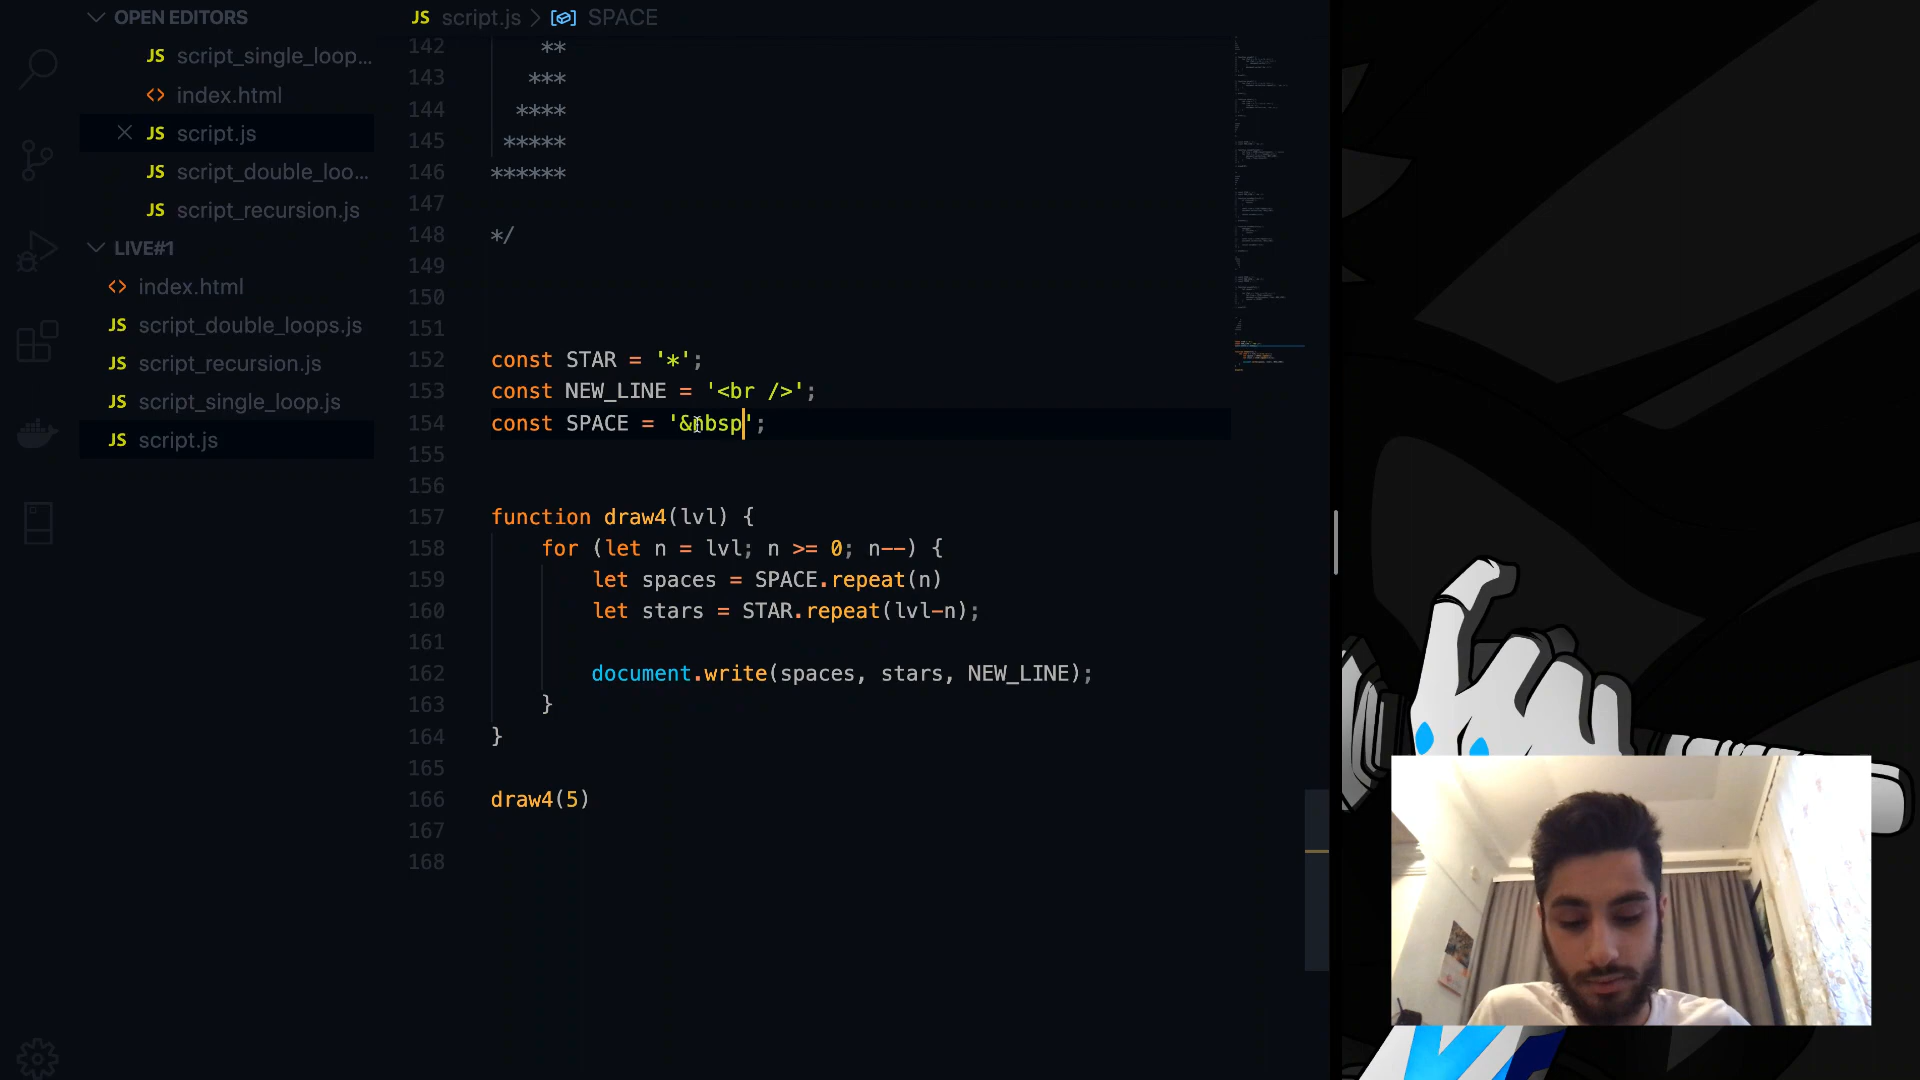 OPEN EDITORS
JS script_single_loop...
<> index.html
JS script.js
JS script_double_loo...
JS script_recursion.js
LIVE#1
<> index.html
JS script_double_loops.js
JS script_recursion.js
JS script_single_loop.js
JS script.js
JS script.js > SPACE
142 **
143 ***
144 ****
145 *****
146 ******
147
148 */
149
150
151
152 const STAR = '*';
153 const NEW_LINE = '<br />';
154 const SPACE = '&nbsp';
155
156
157 function draw4(lvl) {
158 for (let n = lvl; n >= 0; n--) {
159 let spaces = SPACE.repeat(n)
160 let stars = STAR.repeat(lvl-n);
161
162 document.write(spaces, stars, NEW_LINE);
163 }
164 }
165
166 draw4(5)
167
168